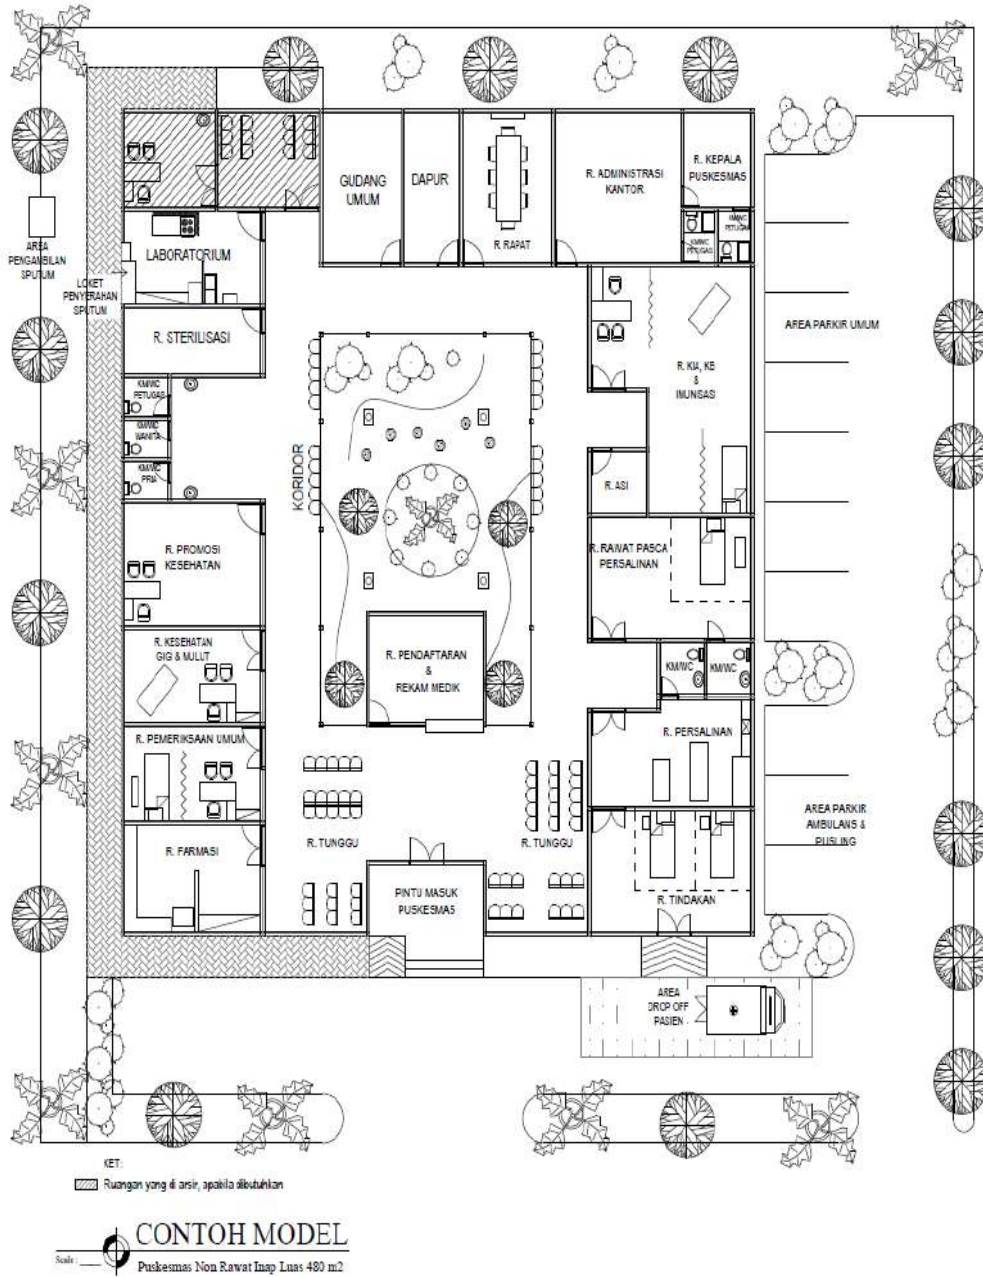 GUDANG
UMUM
DAPUR
R. RAPAT
R. ADMINISTRASI
KANTOR
R. KEPALA
PUSKESMAS
KM/WC
PETUGAS
KM/WC
PETUGAS
AREA
PENGAMBILAN
SPUTUM
LABORATORIUM
LOKET
PENYERAHAN
SPUTUM
R. STERILISASI
AREA PARKIR UMUM
R. KIA, KB
&
IMUNISASI
KM/WC
PETUGAS
KM/WC
WANITA
KM/WC
PRIA
KORIDOR
R. ASI
R. PROMOSI
KESEHATAN
R. RAWAT PASCA
PERSALINAN
R. KESEHATAN
GIGI & MULUT
R. PENDAFTARAN
&
REKAM MEDIK
KM/WC
KM/WC
R. PEMERIKSAAN UMUM
R. PERSALINAN
AREA PARKIR
AMBULANS &
PUSLING
R. FARMASI
R. TUNGGU
R. TUNGGU
PINTU MASUK
PUSKESMAS
R. TINDAKAN
AREA
DROP OFF
PASIEN
KET:
Ruangan yang di arsir, apabila dibutuhkan
CONTOH MODEL
Scale :
Puskesmas Non Rawat Inap Luas 480 m2